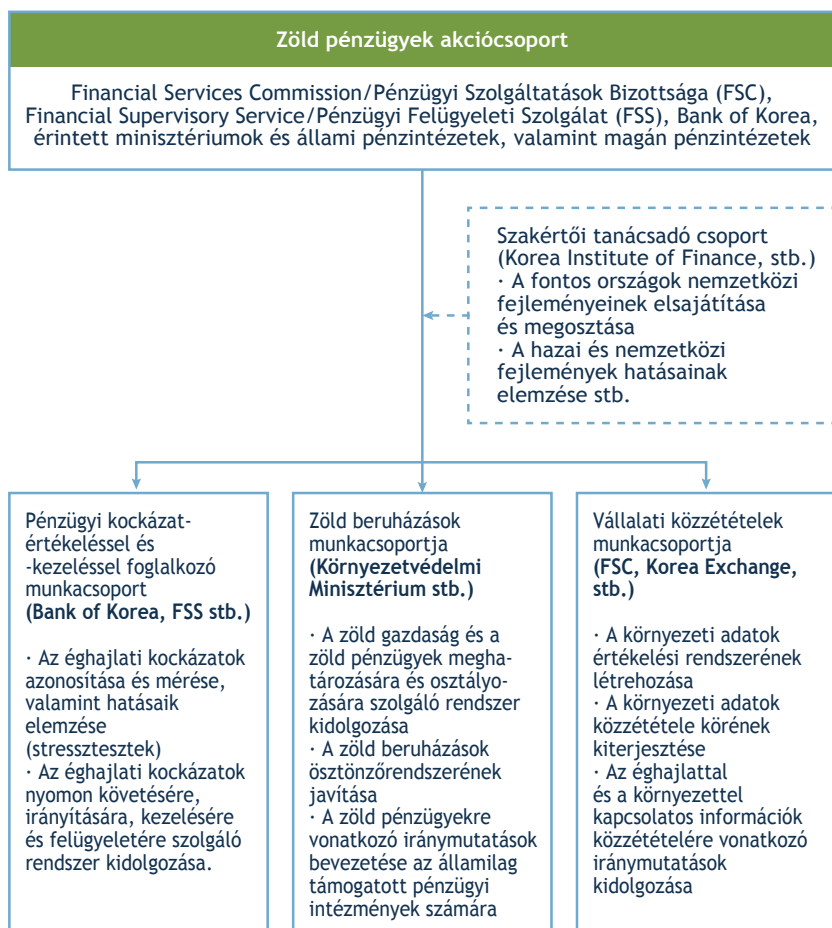 Zöld pénzügyek akciócsoport
Financial Services Commission/Pénzügyi Szolgáltatások Bizottsága (FSC),
Financial Supervisory Service/Pénzügyi Felügyeleti Szolgálat (FSS), Bank of Korea,
érintett minisztériumok és állami pénzintézetek, valamint magán pénzintézetek
Szakértői tanácsadó csoport
(Korea Institute of Finance, stb.)
· A fontos országok nemzetközi
fejleményeinek elsajátítása
és megosztása
· A hazai és nemzetközi
fejlemények hatásainak
elemzése stb.
Pénzügyi kockázat-
értékeléssel és
-kezeléssel foglalkozó
munkacsoport
(Bank of Korea, FSS stb.)
· Az éghajlati kockázatok
azonosítása és mérése,
valamint hatásaik
elemzése
(stressztesztek)
· Az éghajlati kockázatok
nyomon követésére,
irányítására, kezelésére
és felügyeletére szolgáló
rendszer kidolgozása.
Zöld beruházások
munkacsoportja
(Környezetvédelmi
Minisztérium stb.)
· A zöld gazdaság és a
zöld pénzügyek megha-
tározására és osztályo-
zására szolgáló rendszer
kidolgozása
· A zöld beruházások
ösztönzőrendszerének
javítása
· A zöld pénzügyekre
vonatkozó iránymutatások
bevezetése az államilag
támogatott pénzügyi
intézmények számára
Vállalati közzétételek
munkacsoportja
(FSC, Korea Exchange,
stb.)
· A környezeti adatok
értékelési rendszerének
létrehozása
· A környezeti adatok
közzététele körének
kiterjesztése
· Az éghajlattal
és a környezettel
kapcsolatos információk
közzétételére vonatkozó
iránymutatások
kidolgozása